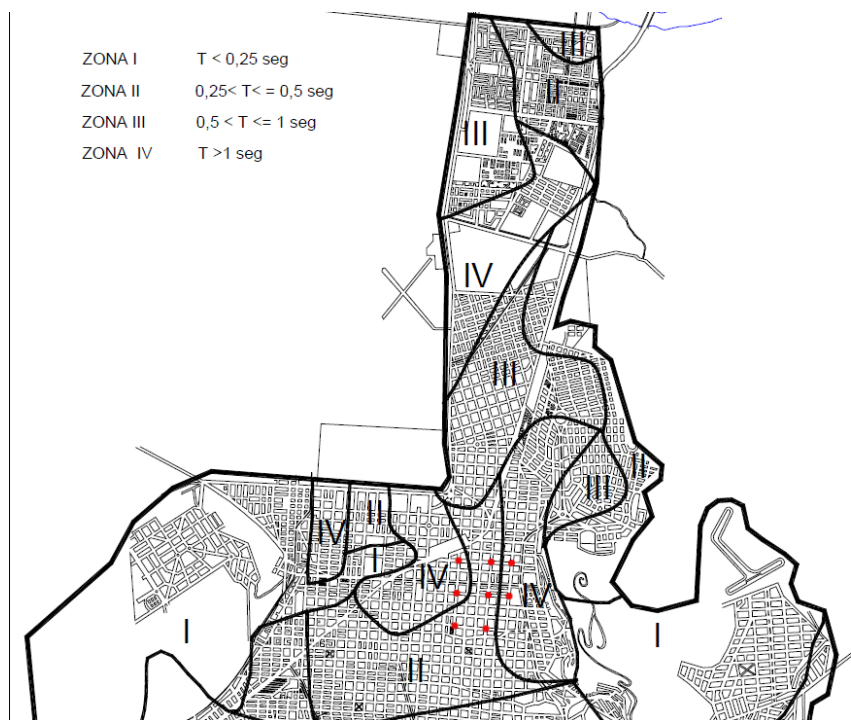 ZONA I T < 0,25 seg
ZONA II 0,25< T< = 0,5 seg
ZONA III 0,5 < T <= 1 seg
ZONA IV T >1 seg
III
II
III
IV
III
II
III
II
IV
I
IV
IV
I
I
II